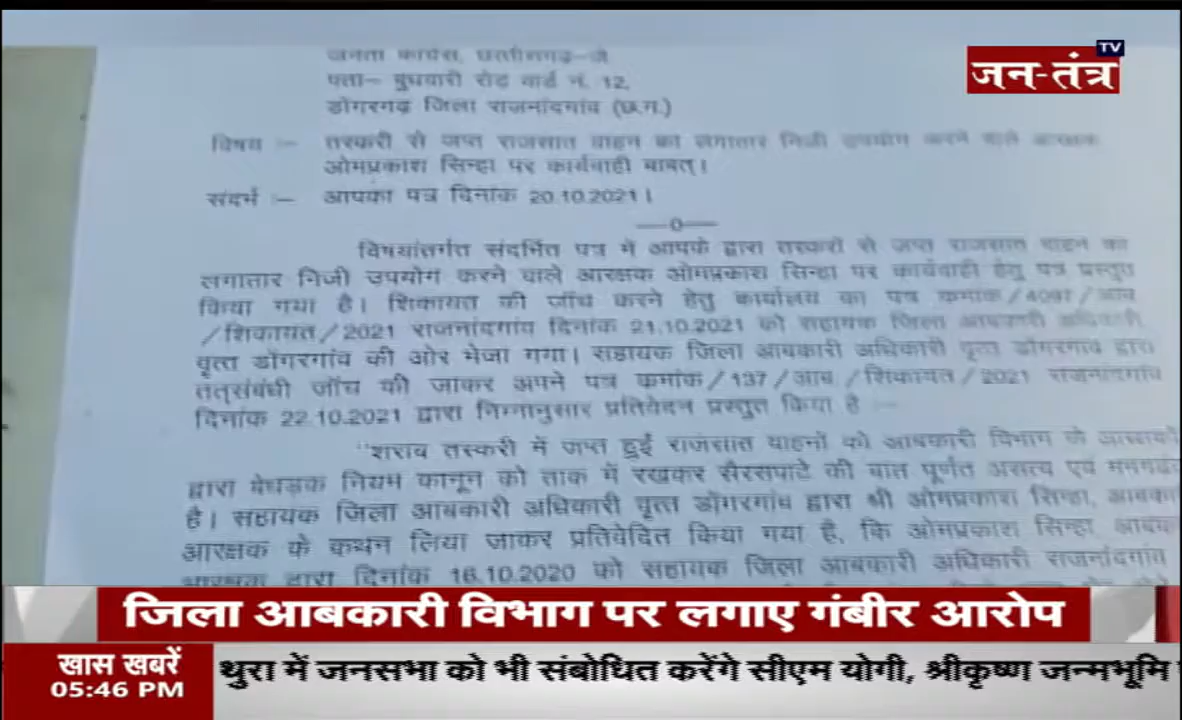 जनता कांग्रेस, छत्तीसगढ़–जे
पता– बुधवारी रोड़ वार्ड नं. 12,
डोंगरगढ़ जिला राजनांदगांव (छ.ग.)
TV
जन-तंत्र
विषय :– तस्करी से जप्त राजसात वाहन का लगातार निजी उपयोग करने वाले आरक्षक
ओमप्रकाश सिन्हा पर कार्यवाही बाबत्।
संदर्भ :– आपका पत्र दिनांक 20.10.2021।
—0—
विषयांतर्गत संदर्भित पत्र में आपके द्वारा तस्करों से जप्त राजसात वाहन का
लगातार निजी उपयोग करने वाले आरक्षक ओमप्रकाश सिन्हा पर कार्यवाही हेतु पत्र प्रस्तुत
किया गया है। शिकायत की जाँच करने हेतु कार्यालय का पत्र कमांक/4097/आब
/शिकायत/2021 राजनांदगांव दिनांक 21.10.2021 को सहायक जिला आबकारी अधिकारी
वृत्त डोंगरगांव की ओर भेजा गया। सहायक जिला आबकारी अधिकारी वृत्त डोंगरगांव द्वारा
तत्संबंधी जाँच की जाकर अपने पत्र कमांक/137/आब/शिकायत/2021 राजनांदगांव
दिनांक 22.10.2021 द्वारा निम्नानुसार प्रतिवेदन प्रस्तुत किया है :–
"शराब तस्करी में जप्त हुई राजसात वाहनों को आबकारी विभाग के
द्वारा बेधड़क नियम कानून को ताक में रखकर सैरसपाटे की बात पूर्णत असत्य एवं मनगढंत
है। सहायक जिला आबकारी अधिकारी वृत्त डोंगरगांव द्वारा श्री ओमप्रकाश सिन्हा, आबका
आरक्षक के कथन लिया जाकर प्रतिवेदित किया गया है, कि ओमप्रकाश सिन्हा आबक
आरक्षक द्वारा दिनांक 16.10.2020 को सहायक जिला आबकारी अधिकारी राजनांदगांव
जिला आबकारी विभाग पर लगाए गंभीर आरोप
खास खबरें
05:46 PM
थुरा में जनसभा को भी संबोधित करेंगे सीएम योगी, श्रीकृष्ण जन्मभूमि